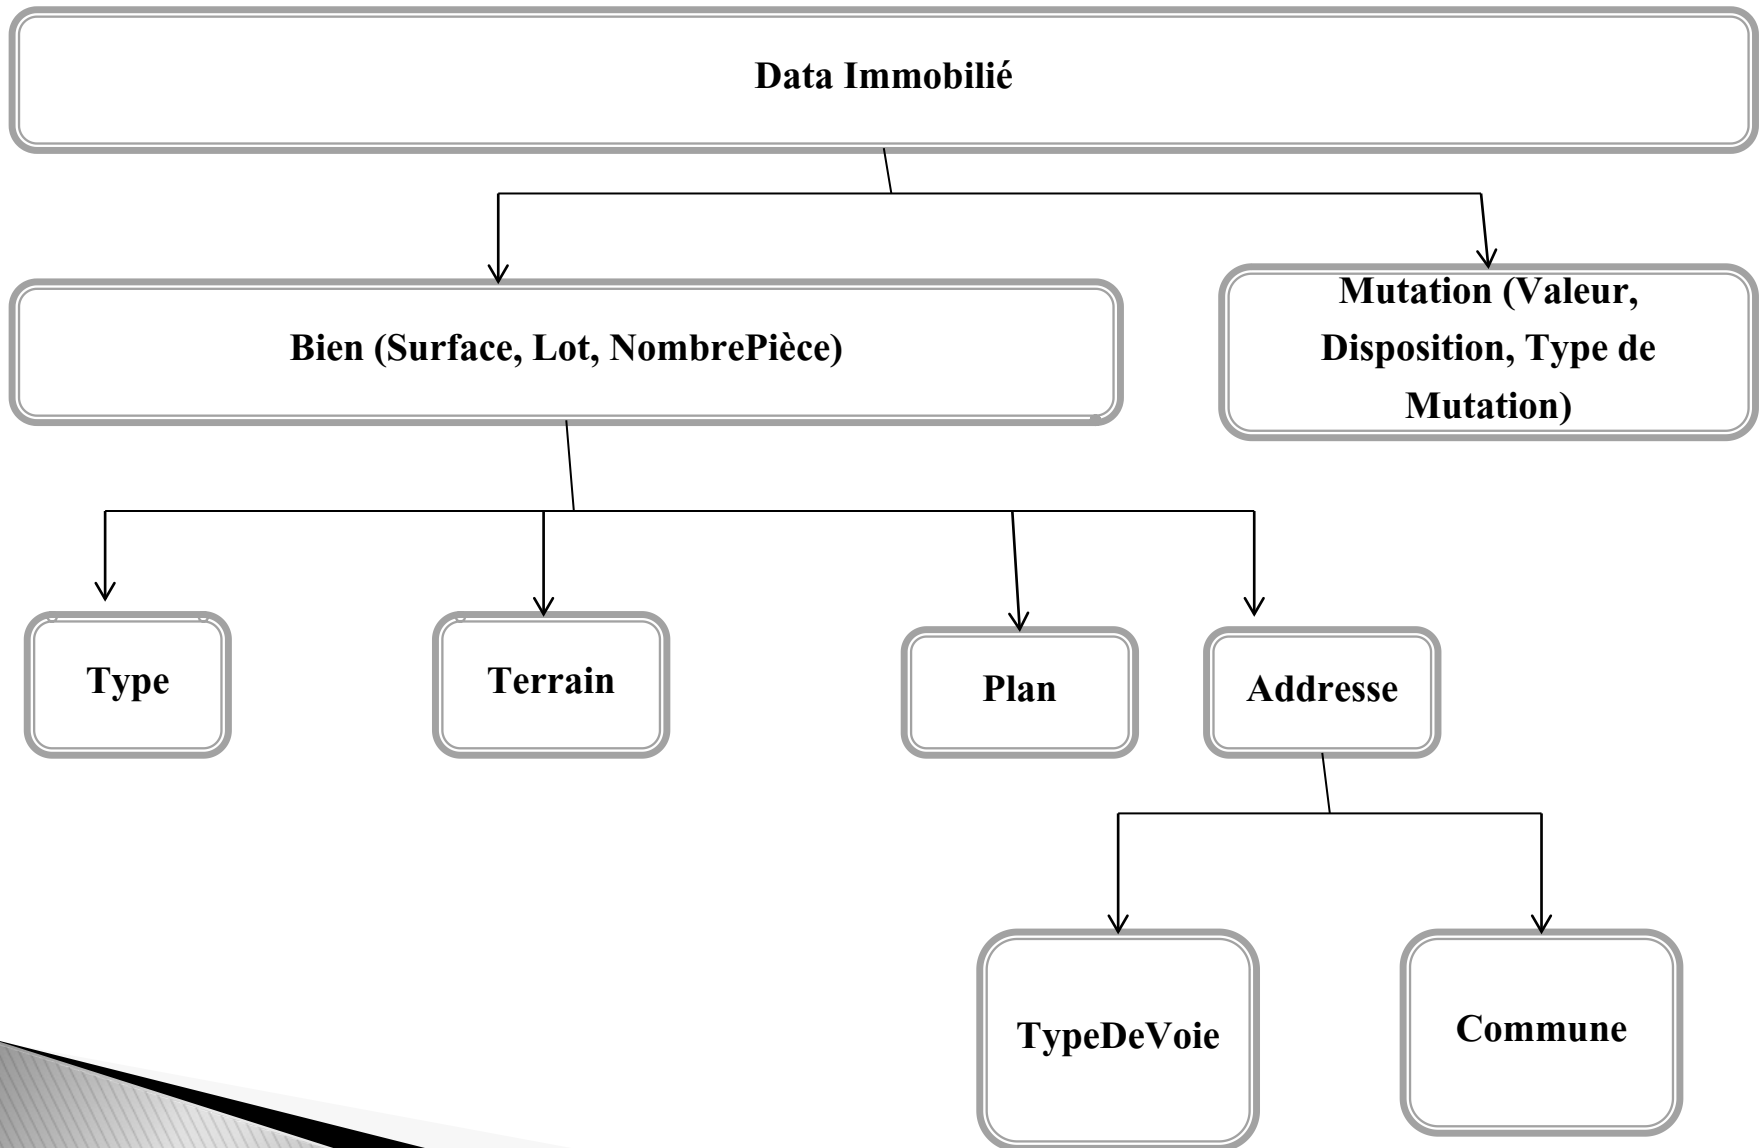 Data Immobilié
Bien (Surface, Lot, NombrePièce)
Mutation (Valeur,
Disposition, Type de
Mutation)
Type
Terrain
Plan
Addresse
TypeDeVoie
Commune